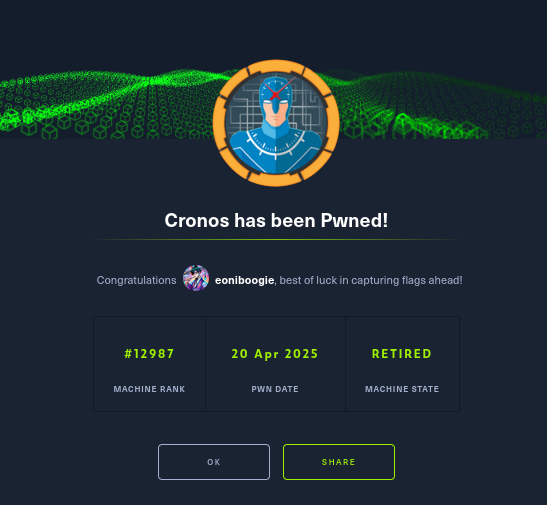 Cronos has been Pwned!
Congratulations eoniboogie, best of luck in capturing flags ahead!
#12987 20 Apr 2025 RETIRED
MACHINE RANK PWN DATE MACHINE STATE
OK SHARE